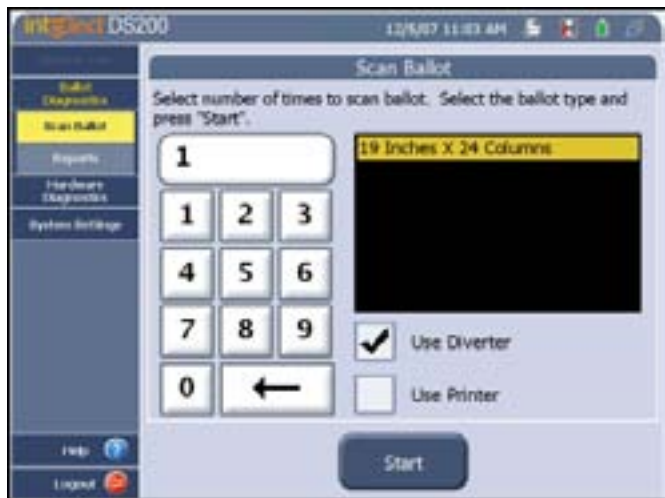 intElect DS200
12/5/07 11:03 AM
Scan Ballot
Select number of times to scan ballot. Select the ballot type and
press "Start".
Ballot
Diagnostics
Scan Ballot
Reports
Hardware
Diagnostics
System Settings
1
1 2 3
4 5 6
7 8 9
0
19 Inches X 24 Columns
Use Diverter
Use Printer
Start
Help
Logout